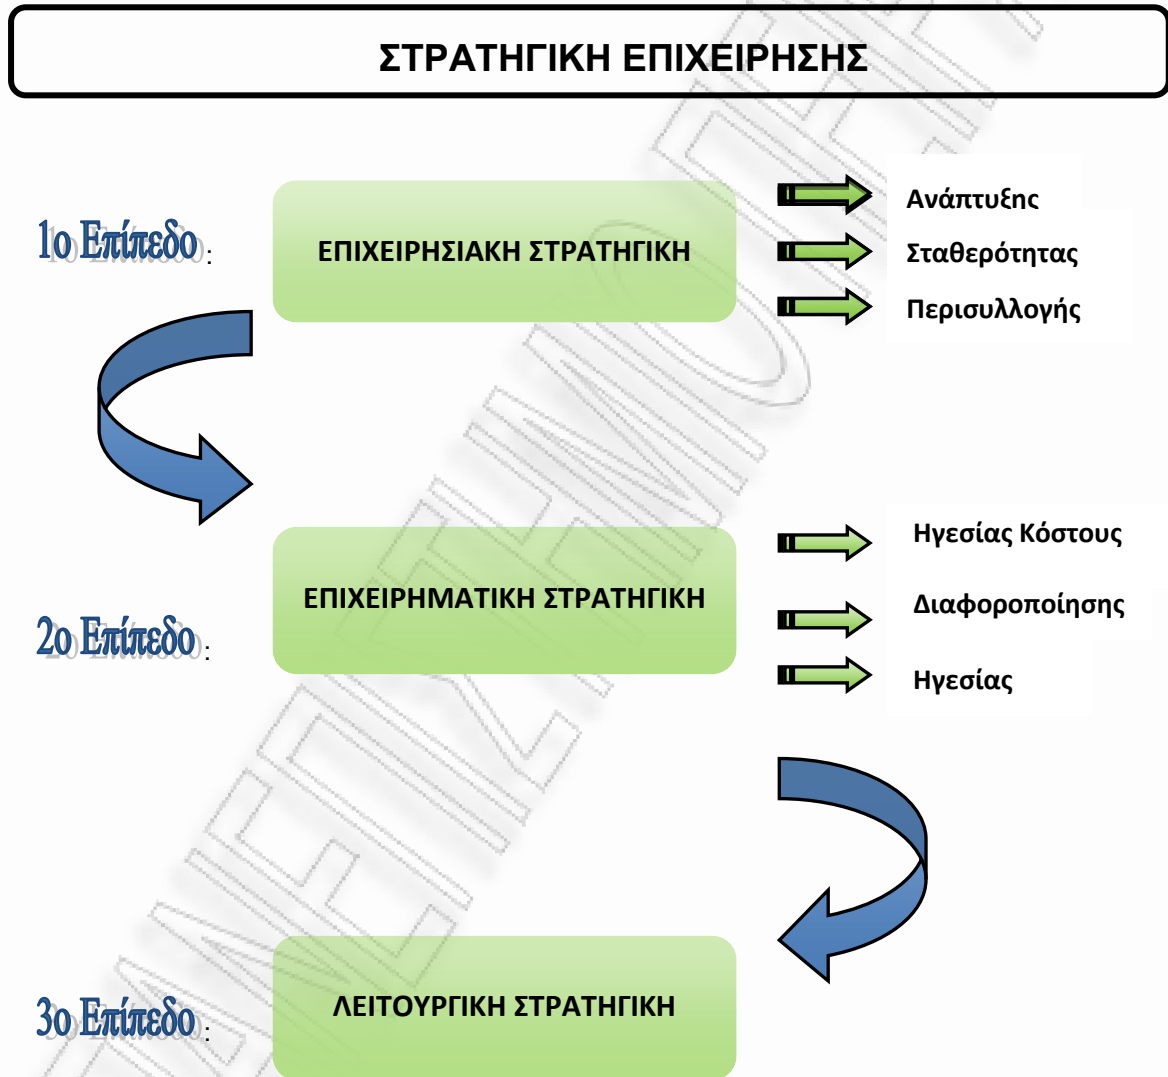 ΣΤΡΑΤΗΓΙΚΗ ΕΠΙΧΕΙΡΗΣΗΣ
1ο Επίπεδο :
ΕΠΙΧΕΙΡΗΣΙΑΚΗ ΣΤΡΑΤΗΓΙΚΗ
Ανάπτυξης
Σταθερότητας
Περισυλλογής
2ο Επίπεδο :
ΕΠΙΧΕΙΡΗΜΑΤΙΚΗ ΣΤΡΑΤΗΓΙΚΗ
Ηγεσίας Κόστους
Διαφοροποίησης
Ηγεσίας
3ο Επίπεδο :
ΛΕΙΤΟΥΡΓΙΚΗ ΣΤΡΑΤΗΓΙΚΗ